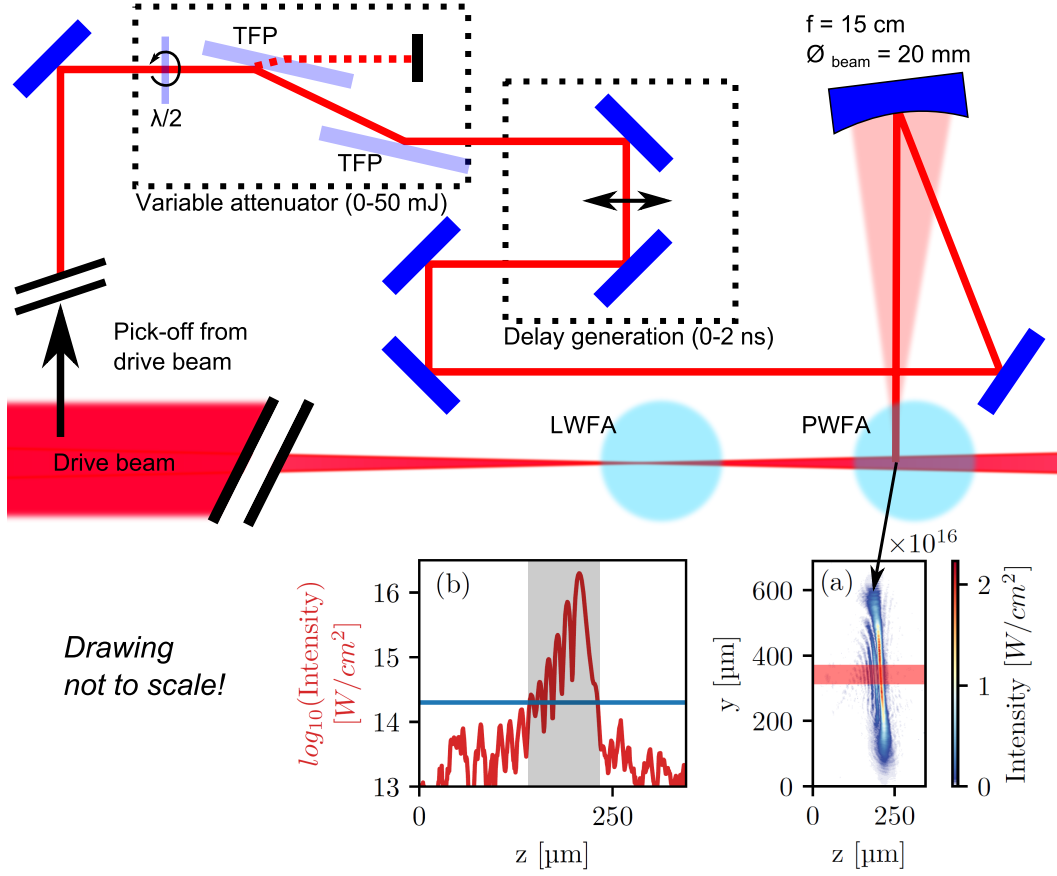 TFP
f = 15 cm
Ø beam = 20 mm
λ/2
TFP
Variable attenuator (0-50 mJ)
Pick-off from
drive beam
Delay generation (0-2 ns)
LWFA
PWFA
Drive beam
Drawing
not to scale!
(b)
log10(Intensity)
[W/cm²]
16
15
14
13
0
250
z [µm]
(a)
×10¹⁶
y [µm]
600
400
200
0
0
250
z [µm]
2
1
0
Intensity [W/cm²]